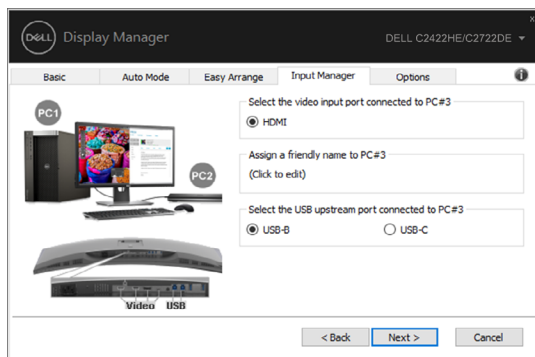 DELL Display Manager
DELL C2422HE/C2722DE
x
Basic Auto Mode Easy Arrange Input Manager Options
PC1
PC2
Video USB
Select the video input port connected to PC#3
HDMI
Assign a friendly name to PC#3
(Click to edit)
Select the USB upstream port connected to PC#3
USB-B USB-C
< Back Next > Cancel